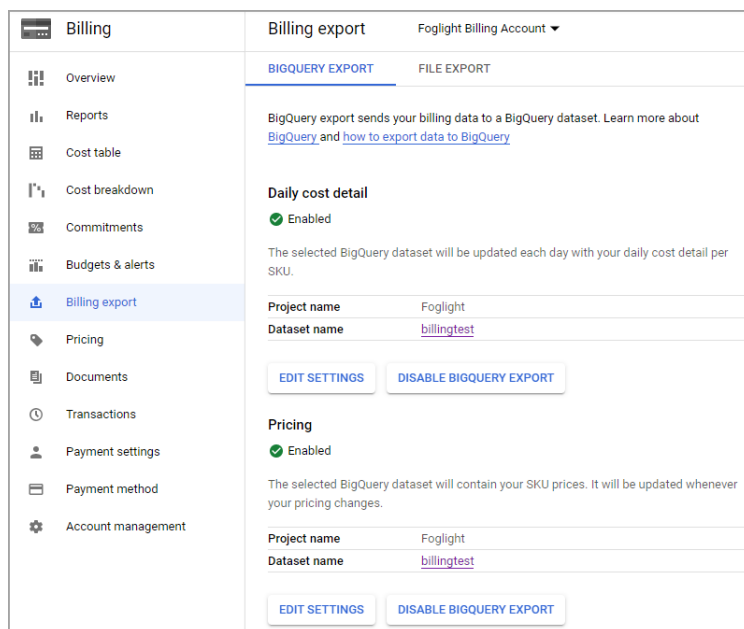 Billing
Overview
Reports
Cost table
Cost breakdown
Commitments
Budgets & alerts
Billing export
Pricing
Documents
Transactions
Payment settings
Payment method
Account management
Billing export
Foglight Billing Account
BIGQUERY EXPORT
FILE EXPORT
BigQuery export sends your billing data to a BigQuery dataset. Learn more about
BigQuery and how to export data to BigQuery
Daily cost detail
Enabled
The selected BigQuery dataset will be updated each day with your daily cost detail per
SKU.
Project name Foglight
Dataset name billingtest
EDIT SETTINGS DISABLE BIGQUERY EXPORT
Pricing
Enabled
The selected BigQuery dataset will contain your SKU prices. It will be updated whenever
your pricing changes.
Project name Foglight
Dataset name billingtest
EDIT SETTINGS DISABLE BIGQUERY EXPORT